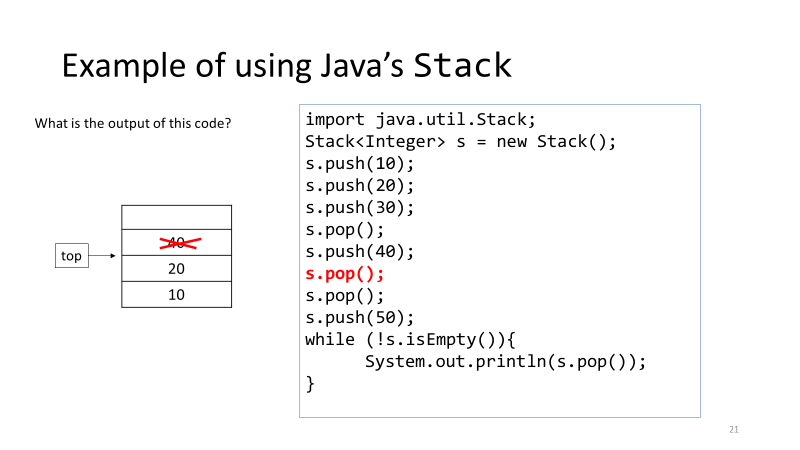 Example of using Java's Stack
What is the output of this code?
top
40
20
10
import java.util.Stack;
Stack<Integer> s = new Stack();
s.push(10);
s.push(20);
s.push(30);
s.pop();
s.push(40);
s.pop();
s.pop();
s.push(50);
while (!s.isEmpty()){
System.out.println(s.pop());
}
21